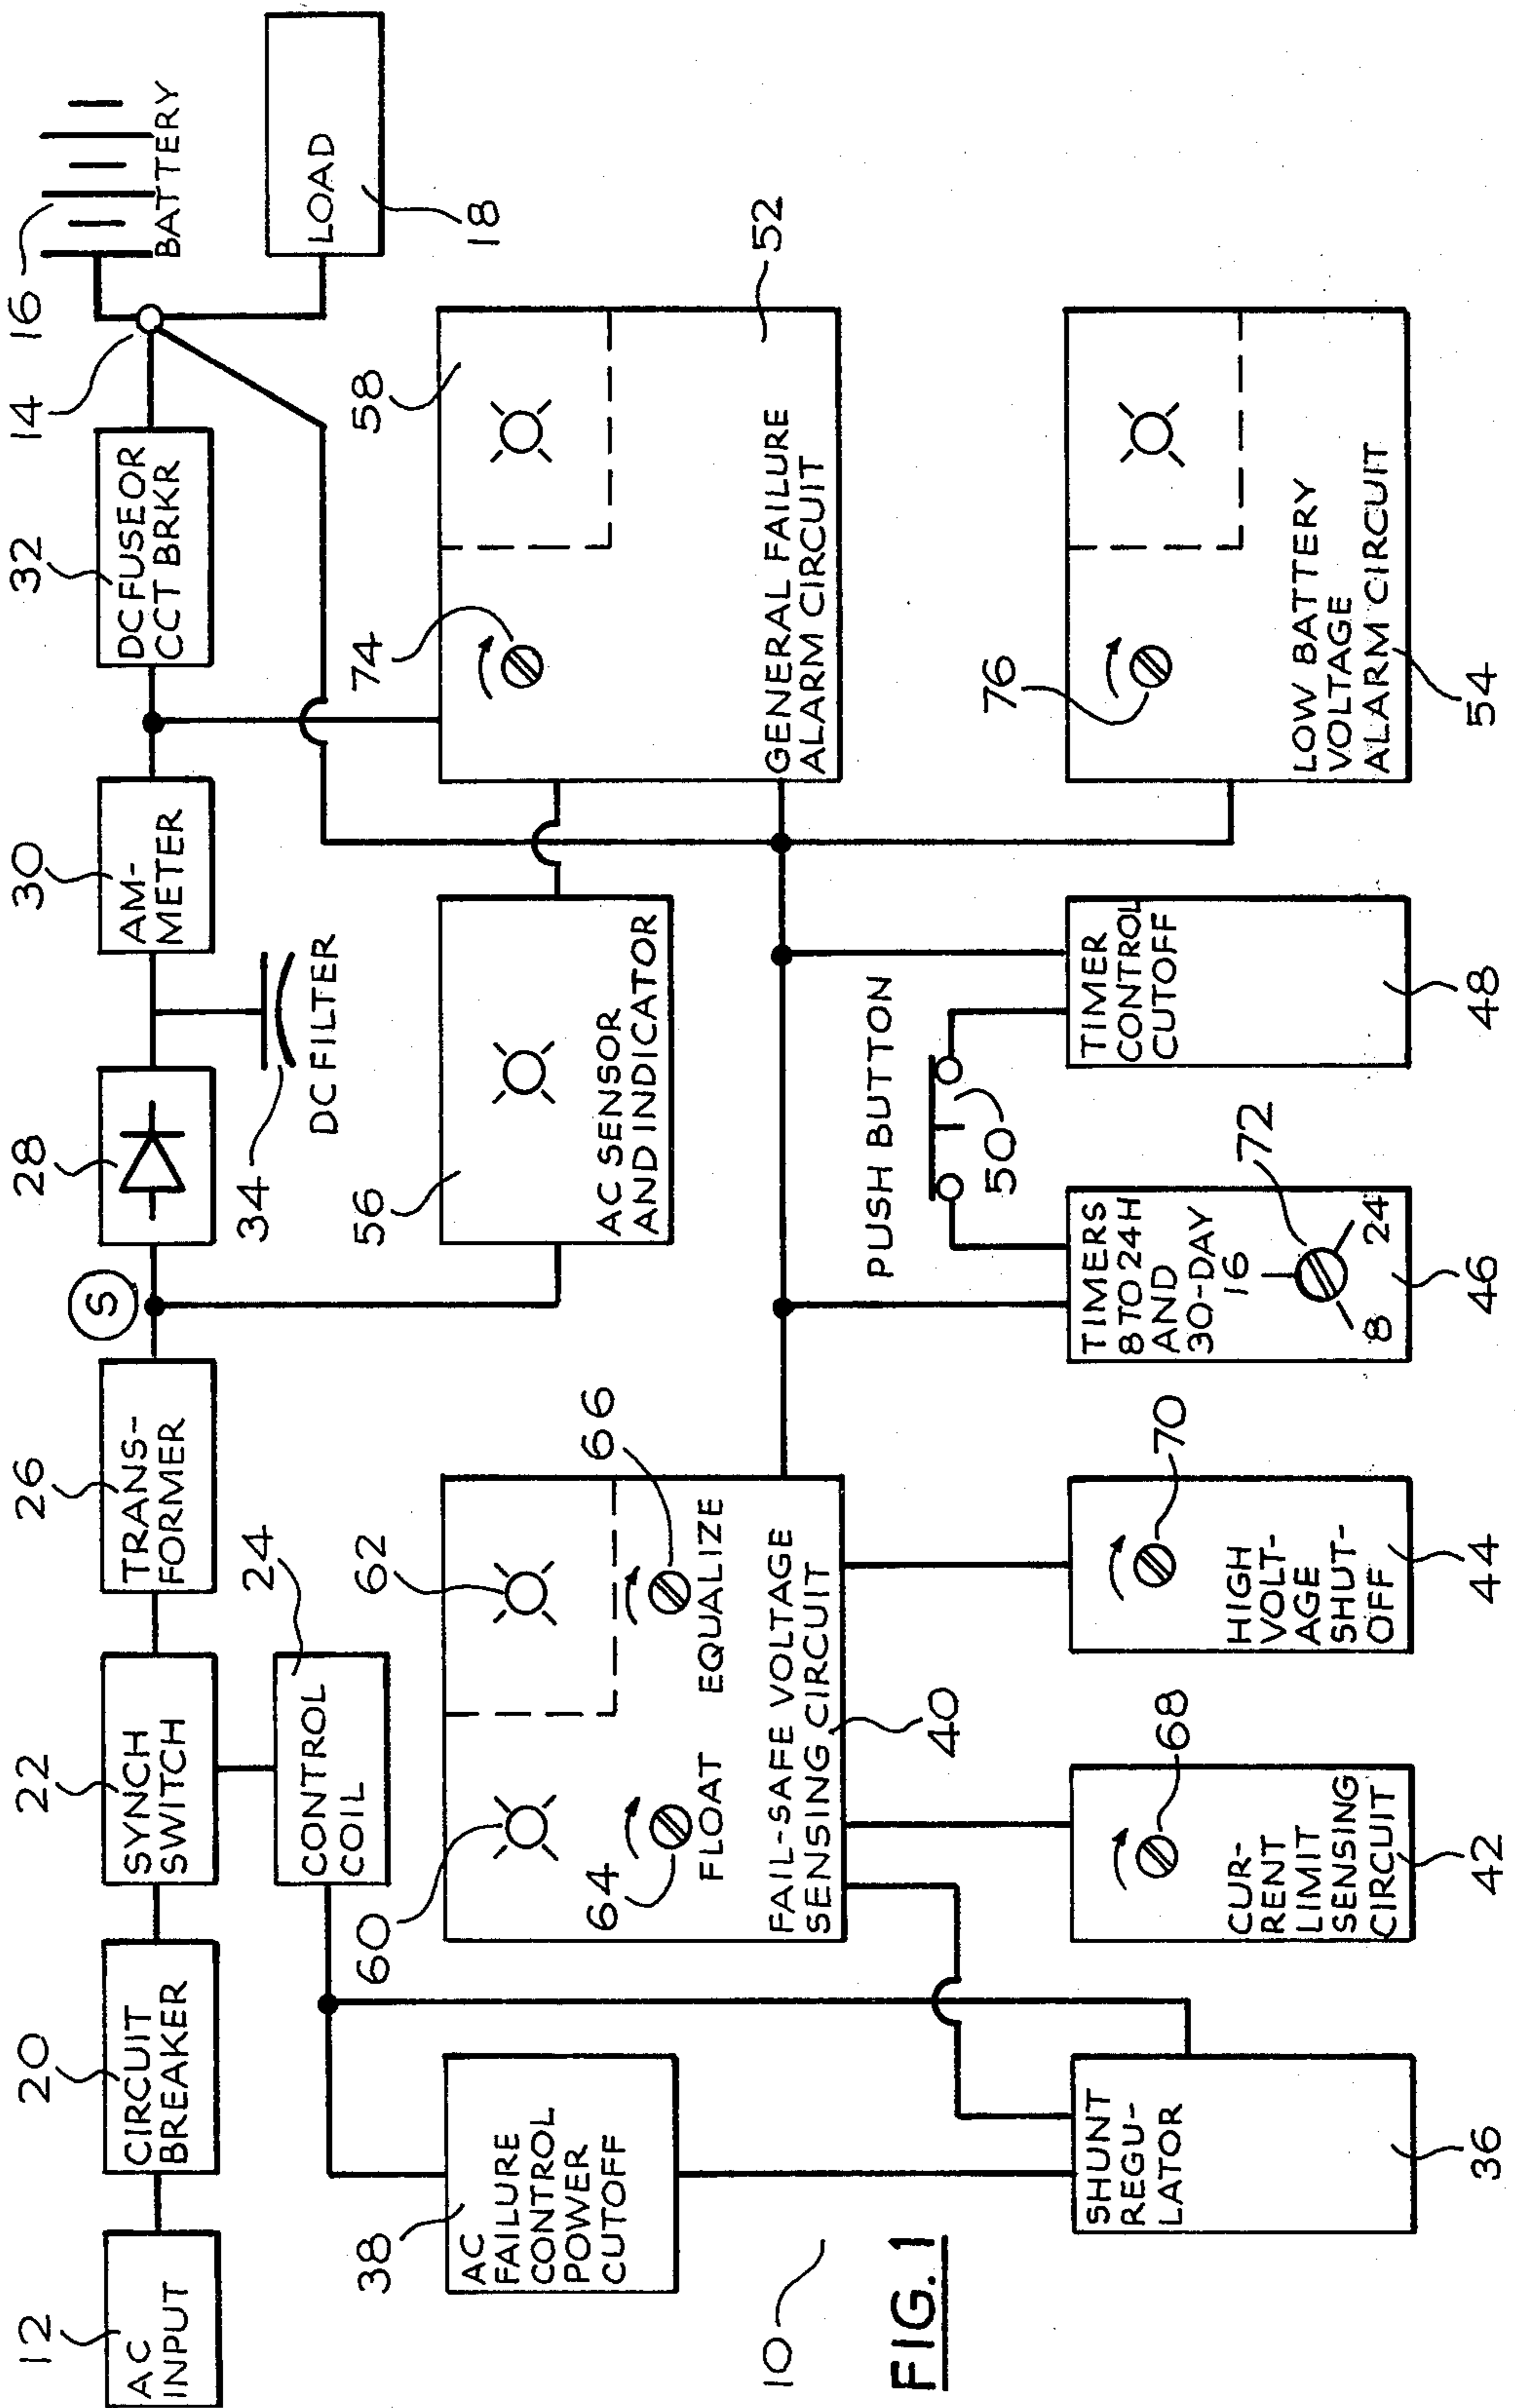 12
20
22
26
28
30
32
14
16
AC
INPUT
CIRCUIT
BREAKER
SYNCH
SWITCH
TRANS-
FORMER
S
AM-
METER
DC FUSE OR
CCT BRKR
BATTERY
24
CONTROL
COIL
34
DC FILTER
LOAD
18
38
AC
FAILURE
CONTROL
POWER
CUTOFF
60
62
64
66
FLOAT
EQUALIZE
FAIL-SAFE VOLTAGE
SENSING CIRCUIT
40
56
AC SENSOR
AND INDICATOR
74
58
52
GENERAL FAILURE
ALARM CIRCUIT
10
FIG. 1
PUSH BUTTON
50
SHUNT
REGU-
LATOR
36
68
CUR-
RENT
LIMIT
SENSING
CIRCUIT
42
70
HIGH
VOLT-
AGE
SHUT-
OFF
44
TIMERS
8 TO 24H
AND
30-DAY
16
8
24
72
46
TIMER
CONTROL
CUTOFF
48
76
LOW BATTERY
VOLTAGE
ALARM CIRCUIT
54